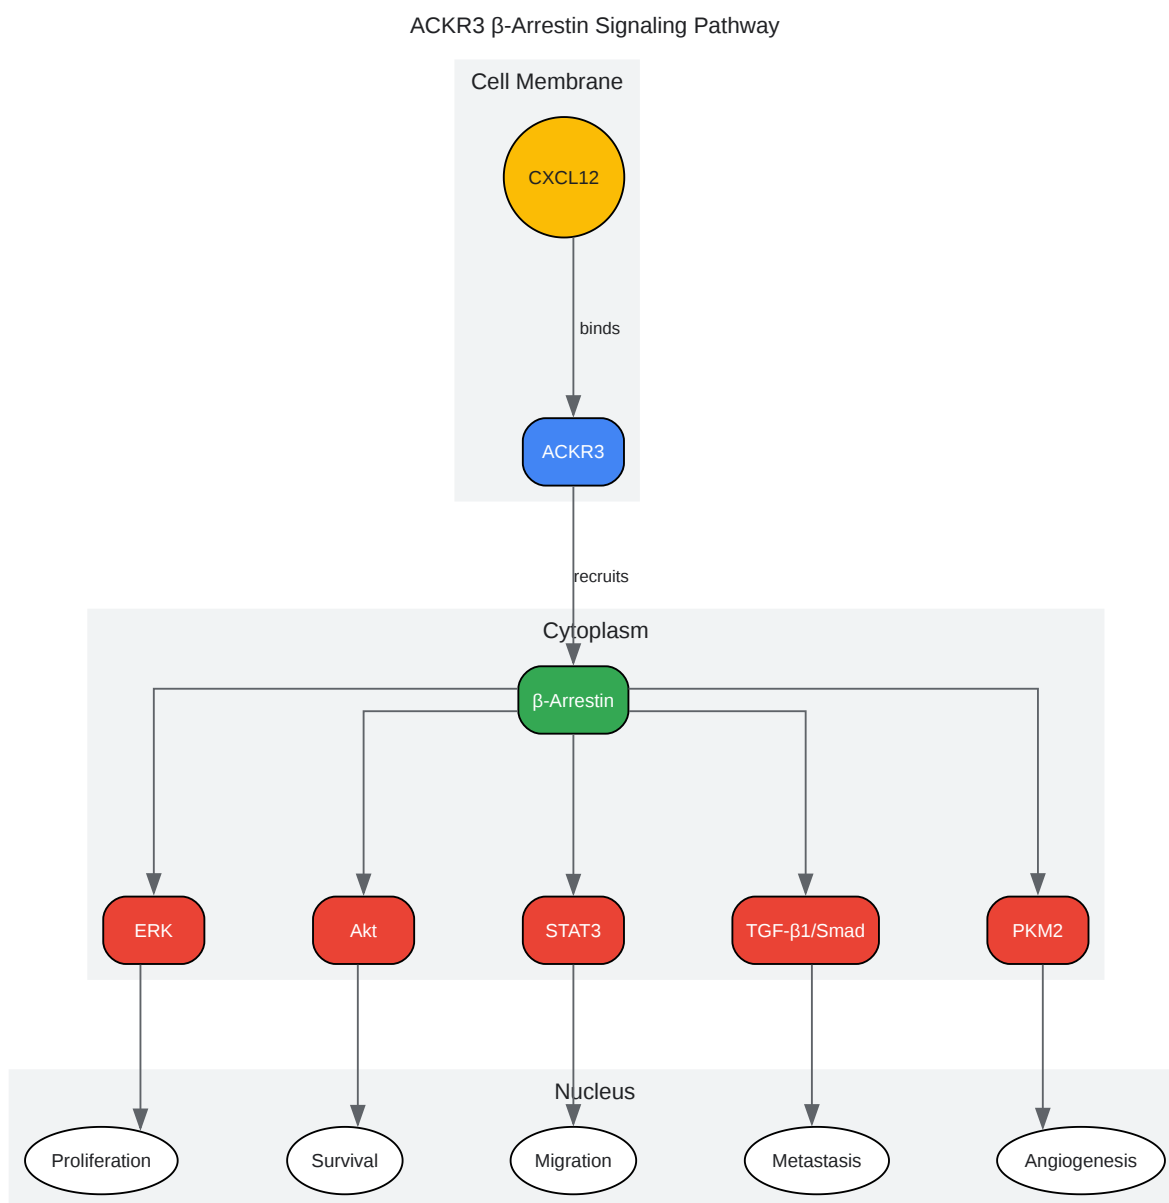 ACKR3 β-Arrestin Signaling Pathway
Cell Membrane
CXCL12
binds
ACKR3
recruits
Cytoplasm
β-Arrestin
ERK
Akt
STAT3
TGF-β1/Smad
PKM2
Nucleus
Proliferation
Survival
Migration
Metastasis
Angiogenesis